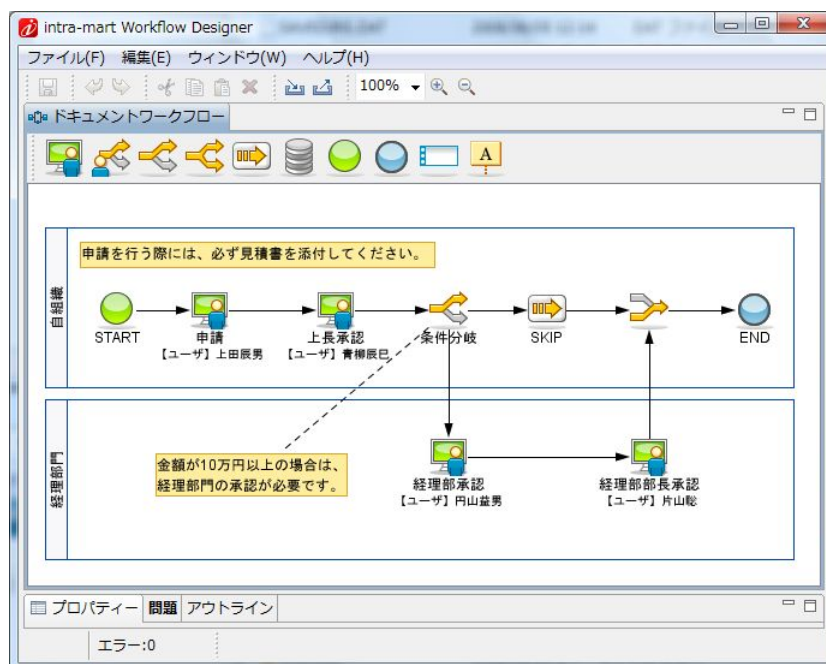 intra-mart Workflow Designer
ファイル(F) 編集(E) ウィンドウ(W) ヘルプ(H)
100%
ドキュメントワークフロー
A
申請を行う際には、必ず見積書を添付してください。
自組織
START
申請
【ユーザ】上田辰男
上長承認
【ユーザ】青柳辰巳
条件分岐
SKIP
END
経理部門
金額が10万円以上の場合は、
経理部門の承認が必要です。
経理部承認
【ユーザ】円山益男
経理部部長承認
【ユーザ】片山聡
プロパティー 問題 アウトライン
エラー:0